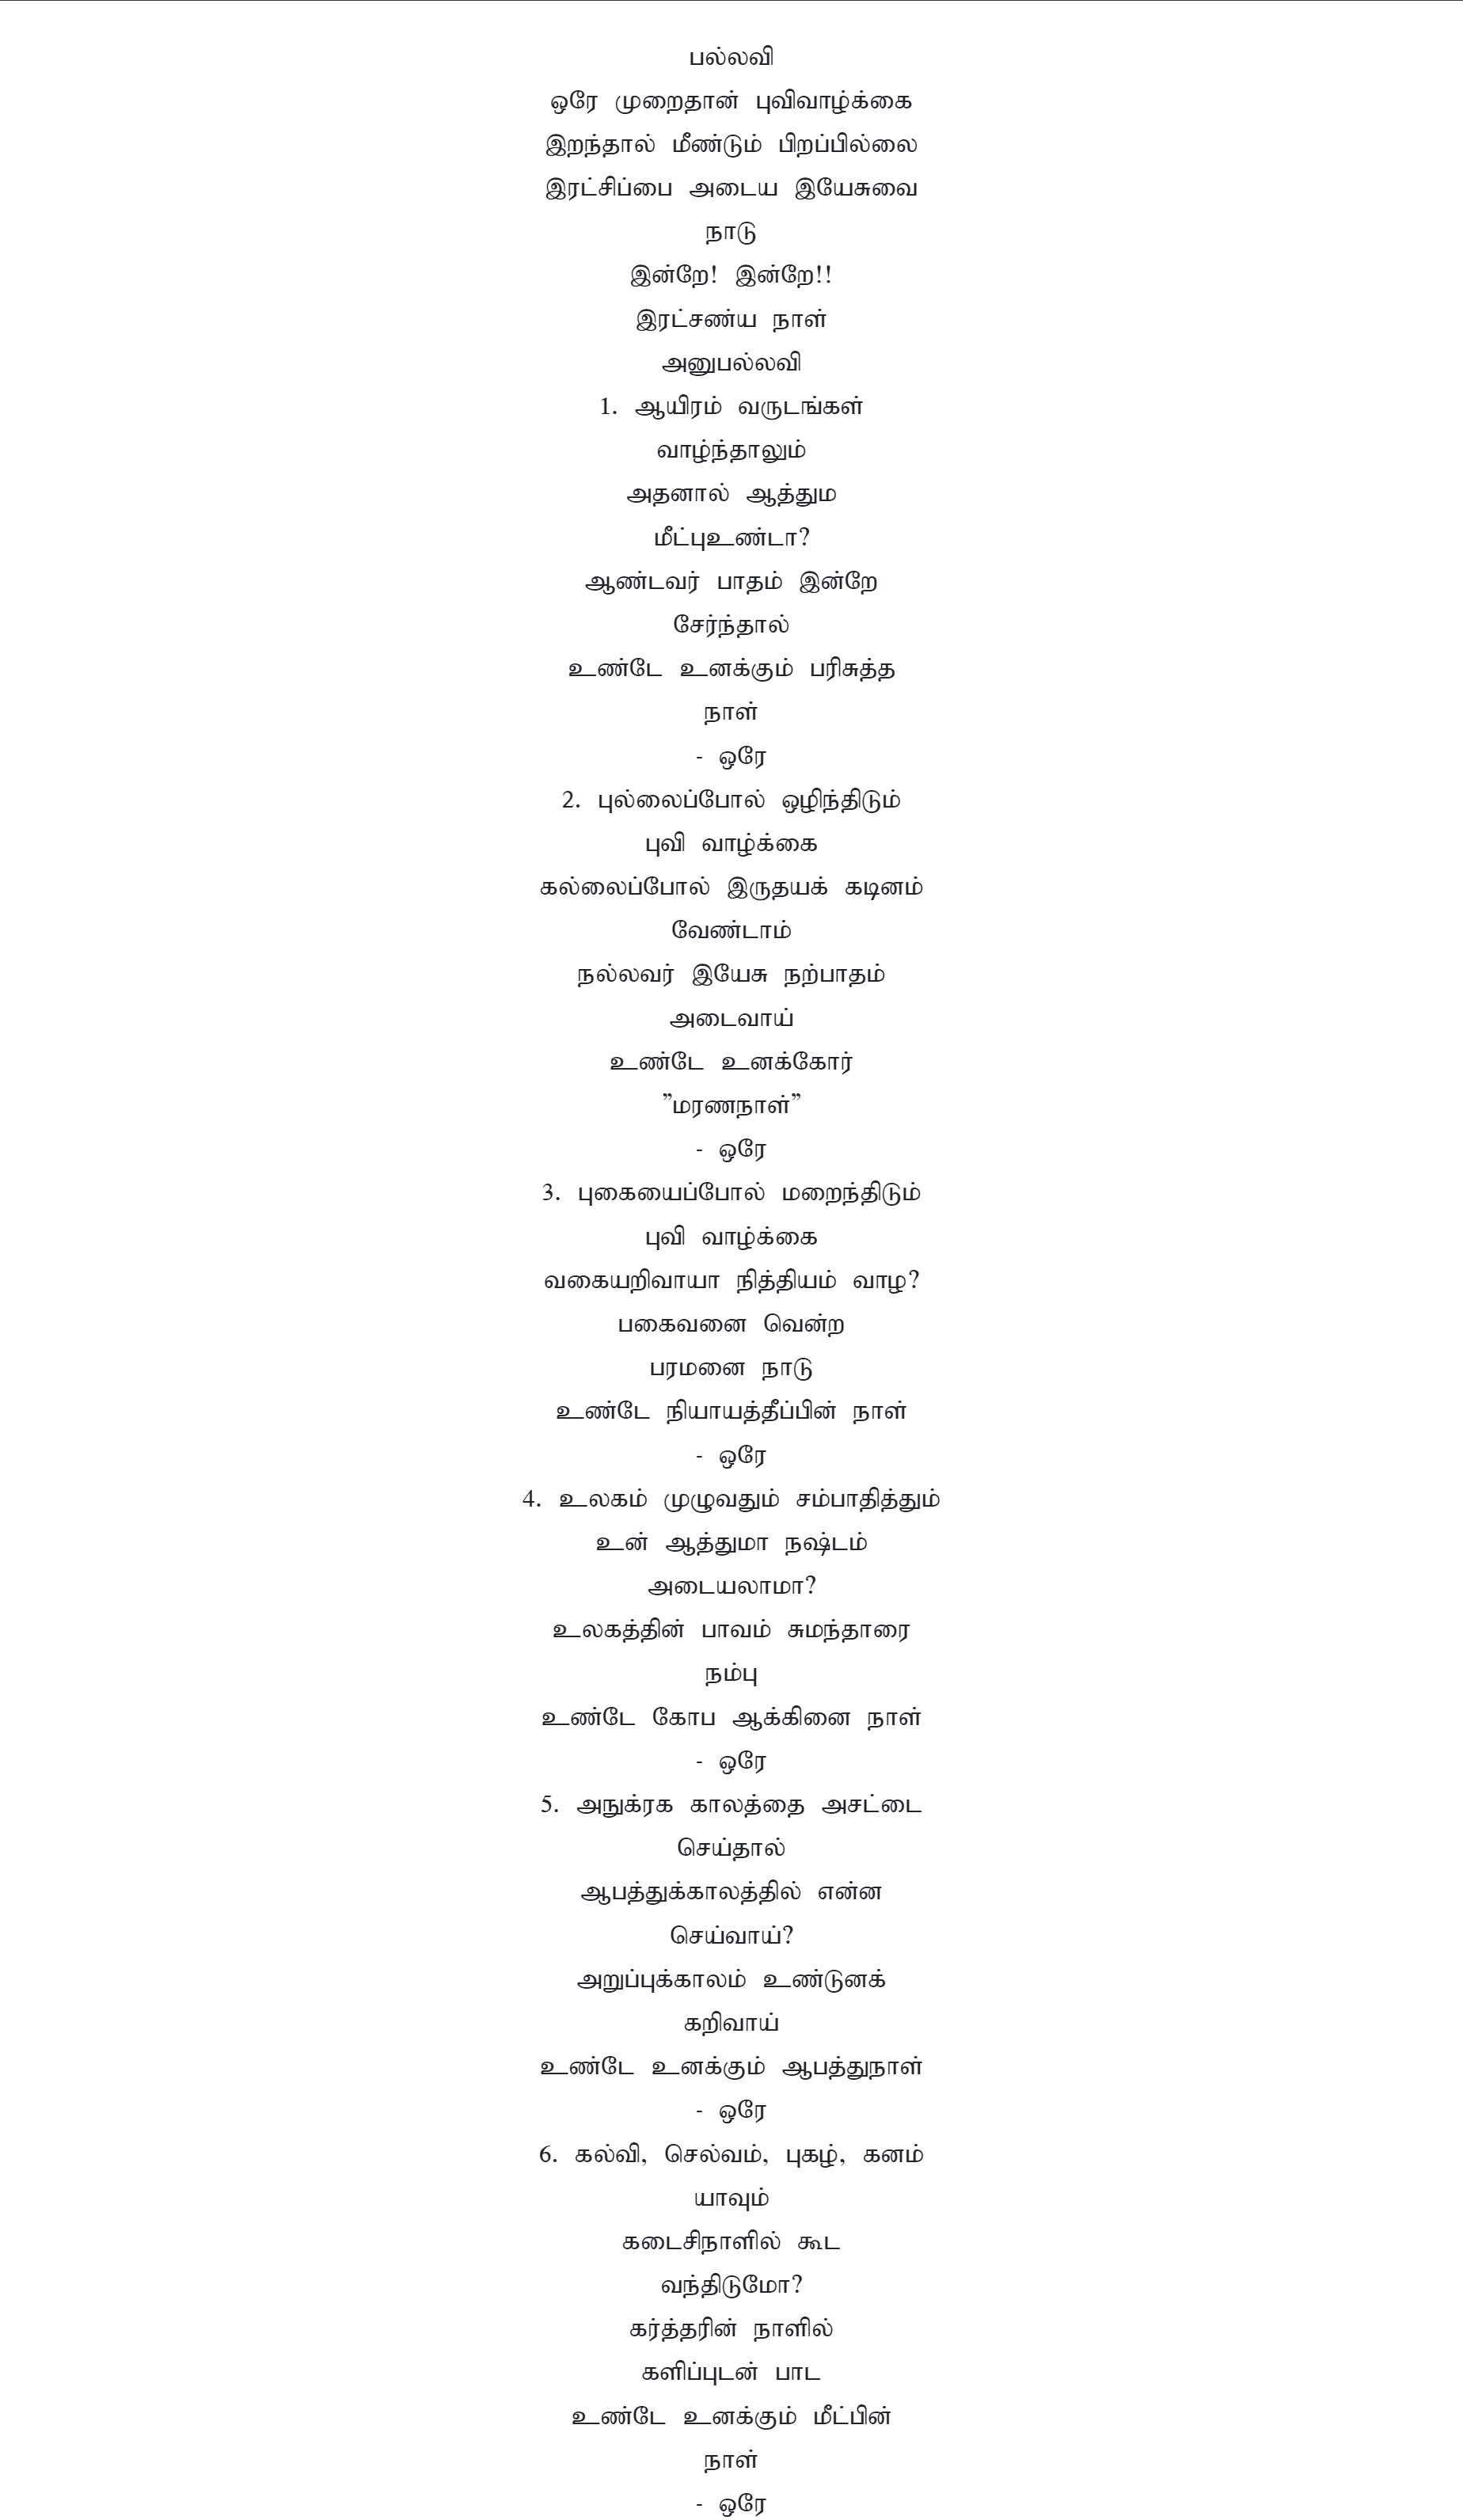 பல்லவி
ஒரே முறைதான் புவிவாழ்க்கை
இறந்தால் மீண்டும் பிறப்பில்லை
இரட்சிப்பை அடைய இயேசுவை
நாடு
இன்றே! இன்றே!!
இரட்சண்ய நாள்
அனுபல்லவி
1. ஆயிரம் வருடங்கள்
வாழ்ந்தாலும்
அதனால் ஆத்தும
மீட்புஉண்டா?
ஆண்டவர் பாதம் இன்றே
சேர்ந்தால்
உண்டே உனக்கும் பரிசுத்த
நாள்
- ஒரே
2. புல்லைப்போல் ஒழிந்திடும்
புவி வாழ்க்கை
கல்லைப்போல் இருதயக் கடினம்
வேண்டாம்
நல்லவர் இயேசு நற்பாதம்
அடைவாய்
உண்டே உனக்கோர்
”மரணநாள்”
- ஒரே
3. புகையைப்போல் மறைந்திடும்
புவி வாழ்க்கை
வகையறிவாயா நித்தியம் வாழ?
பகைவனை வென்ற
பரமனை நாடு
உண்டே நியாயத்தீப்பின் நாள்
- ஒரே
4. உலகம் முழுவதும் சம்பாதித்தும்
உன் ஆத்துமா நஷ்டம்
அடையலாமா?
உலகத்தின் பாவம் சுமந்தாரை
நம்பு
உண்டே கோப ஆக்கினை நாள்
- ஒரே
5. அநுக்ரக காலத்தை அசட்டை
செய்தால்
ஆபத்துக்காலத்தில் என்ன
செய்வாய்?
அறுப்புக்காலம் உண்டுனக்
கறிவாய்
உண்டே உனக்கும் ஆபத்துநாள்
- ஒரே
6. கல்வி, செல்வம், புகழ், கனம்
யாவும்
கடைசிநாளில் கூட
வந்திடுமோ?
கர்த்தரின் நாளில்
களிப்புடன் பாட
உண்டே உனக்கும் மீட்பின்
நாள்
- ஒரே